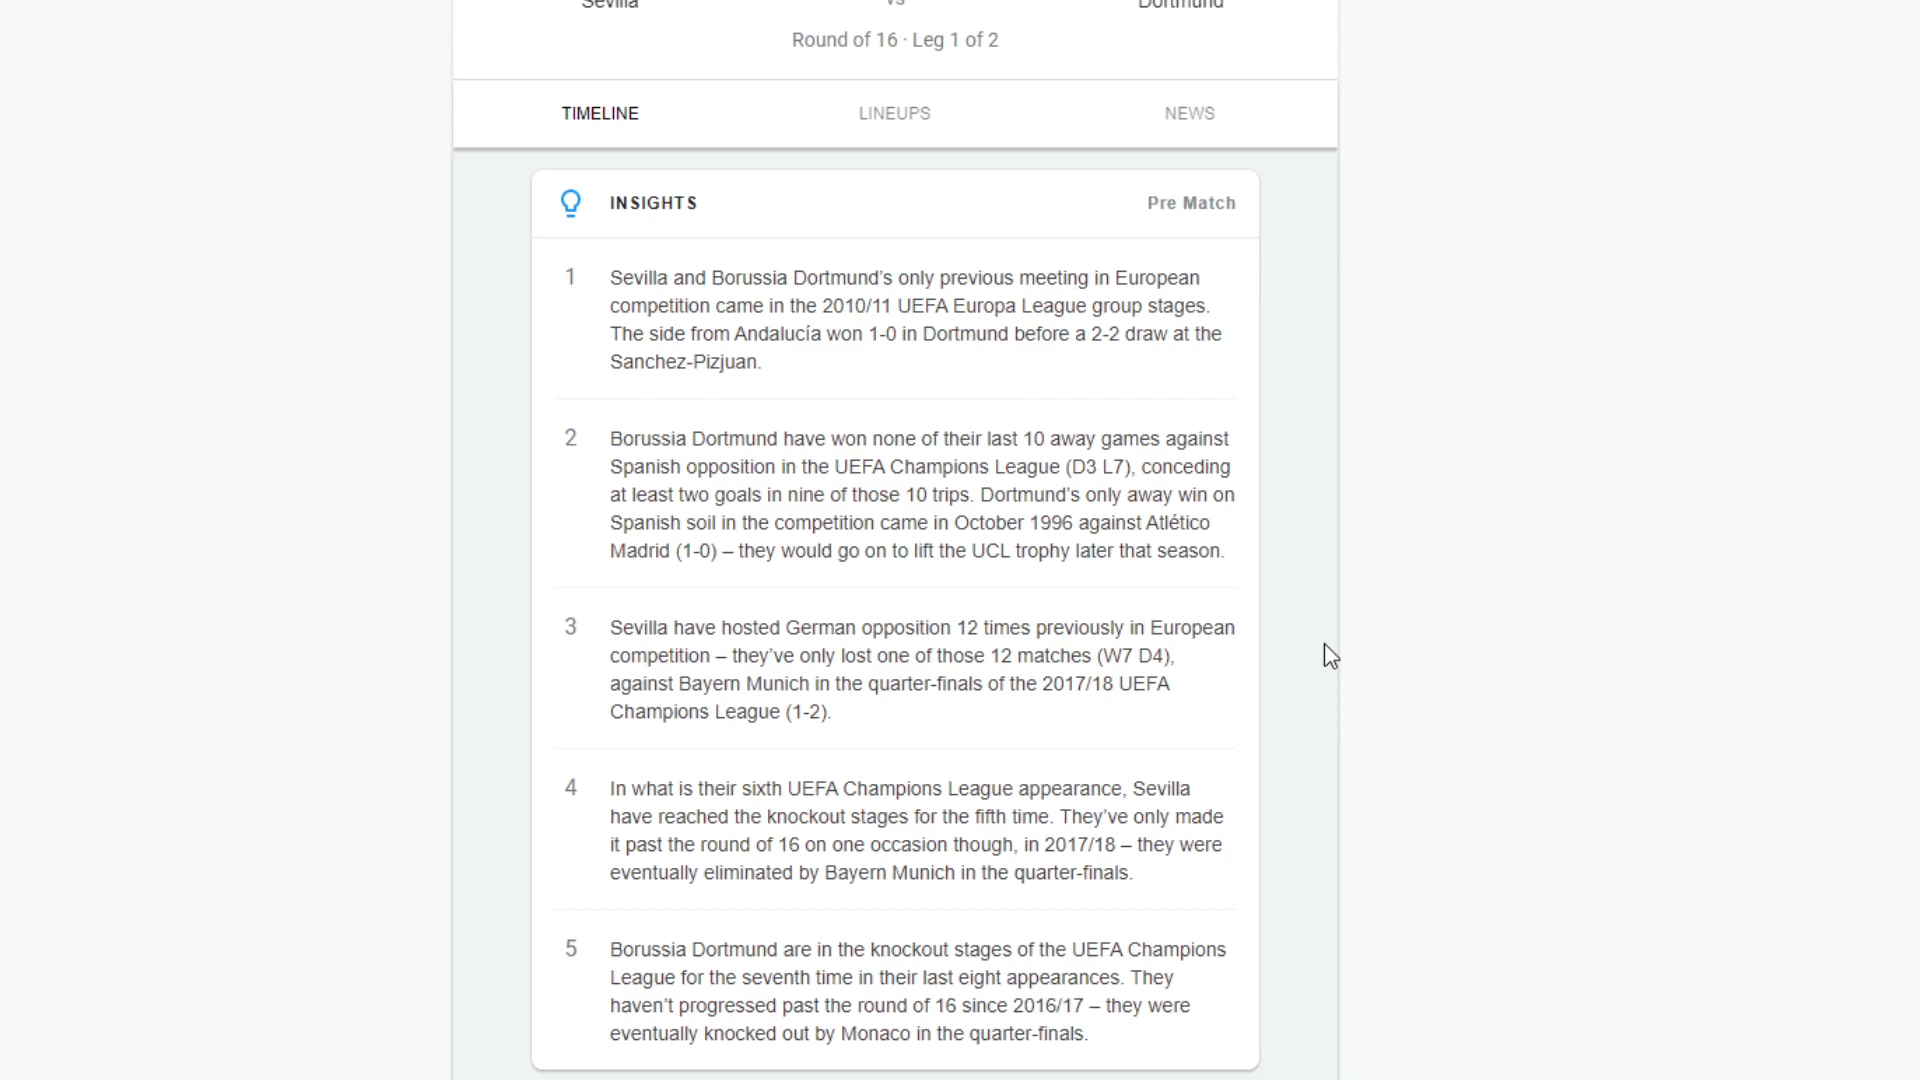 Sevilla vs Dortmund
Round of 16 · Leg 1 of 2
TIMELINE LINEUPS NEWS
INSIGHTS Pre Match
1 Sevilla and Borussia Dortmund’s only previous meeting in European
competition came in the 2010/11 UEFA Europa League group stages.
The side from Andalucía won 1-0 in Dortmund before a 2-2 draw at the
Sanchez-Pizjuan.
2 Borussia Dortmund have won none of their last 10 away games against
Spanish opposition in the UEFA Champions League (D3 L7), conceding
at least two goals in nine of those 10 trips. Dortmund’s only away win on
Spanish soil in the competition came in October 1996 against Atlético
Madrid (1-0) – they would go on to lift the UCL trophy later that season.
3 Sevilla have hosted German opposition 12 times previously in European
competition – they’ve only lost one of those 12 matches (W7 D4),
against Bayern Munich in the quarter-finals of the 2017/18 UEFA
Champions League (1-2).
4 In what is their sixth UEFA Champions League appearance, Sevilla
have reached the knockout stages for the fifth time. They’ve only made
it past the round of 16 on one occasion though, in 2017/18 – they were
eventually eliminated by Bayern Munich in the quarter-finals.
5 Borussia Dortmund are in the knockout stages of the UEFA Champions
League for the seventh time in their last eight appearances. They
haven’t progressed past the round of 16 since 2016/17 – they were
eventually knocked out by Monaco in the quarter-finals.